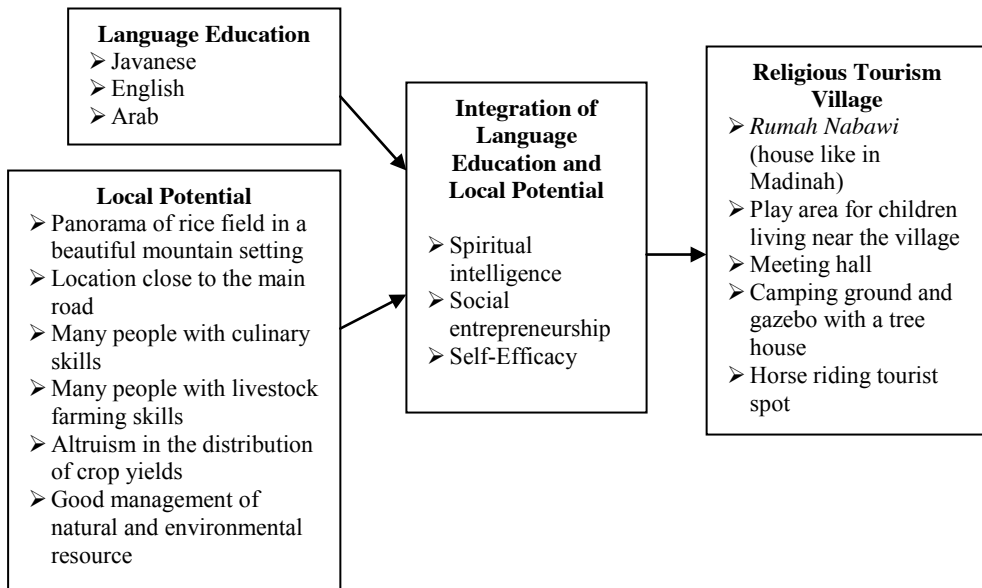 Language Education
➢ Javanese
➢ English
➢ Arab
Local Potential
➢ Panorama of rice field in a
beautiful mountain setting
➢ Location close to the main
road
➢ Many people with culinary
skills
➢ Many people with livestock
farming skills
➢ Altruism in the distribution
of crop yields
➢ Good management of
natural and environmental
resource
Integration of
Language
Education and
Local Potential
➢ Spiritual
intelligence
➢ Social
entrepreneurship
➢ Self-Efficacy
Religious Tourism
Village
➢ Rumah Nabawi
(house like in
Madinah)
➢ Play area for children
living near the village
➢ Meeting hall
➢ Camping ground and
gazebo with a tree
house
➢ Horse riding tourist
spot